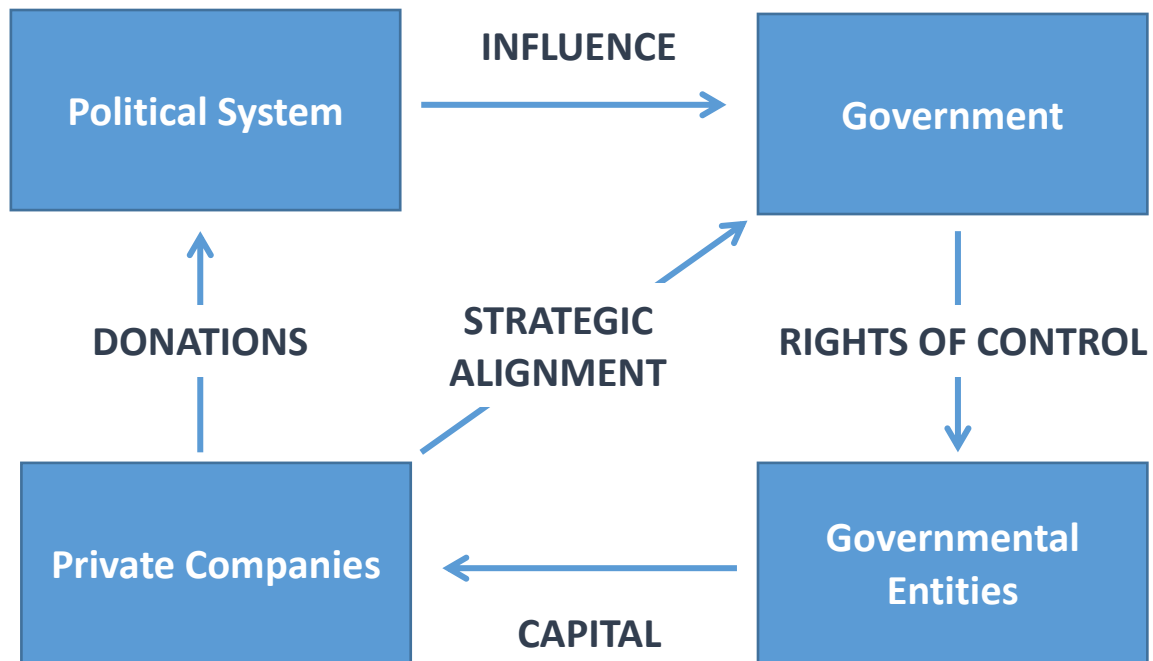 INFLUENCE
Political System
Government
DONATIONS
STRATEGIC
ALIGNMENT
RIGHTS OF CONTROL
Private Companies
Governmental
Entities
CAPITAL